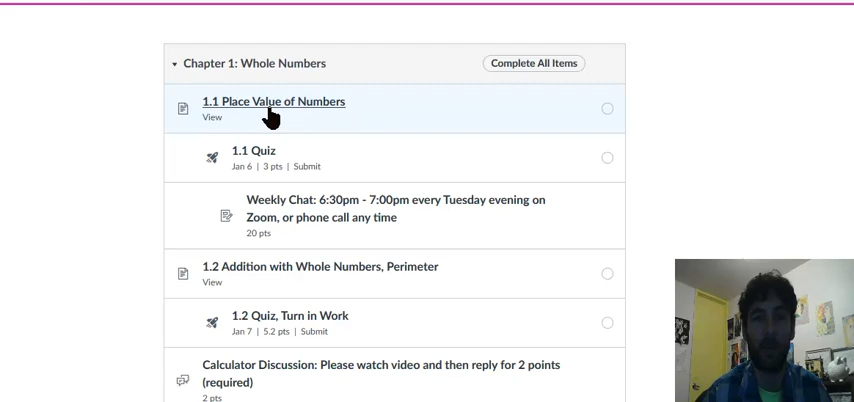 Chapter 1: Whole Numbers
Complete All Items
1.1 Place Value of Numbers
View
1.1 Quiz
Jan 6 | 3 pts | Submit
Weekly Chat: 6:30pm - 7:00pm every Tuesday evening on
Zoom, or phone call any time
20 pts
1.2 Addition with Whole Numbers, Perimeter
View
1.2 Quiz, Turn in Work
Jan 7 | 5.2 pts | Submit
Calculator Discussion: Please watch video and then reply for 2 points
(required)
2 pts